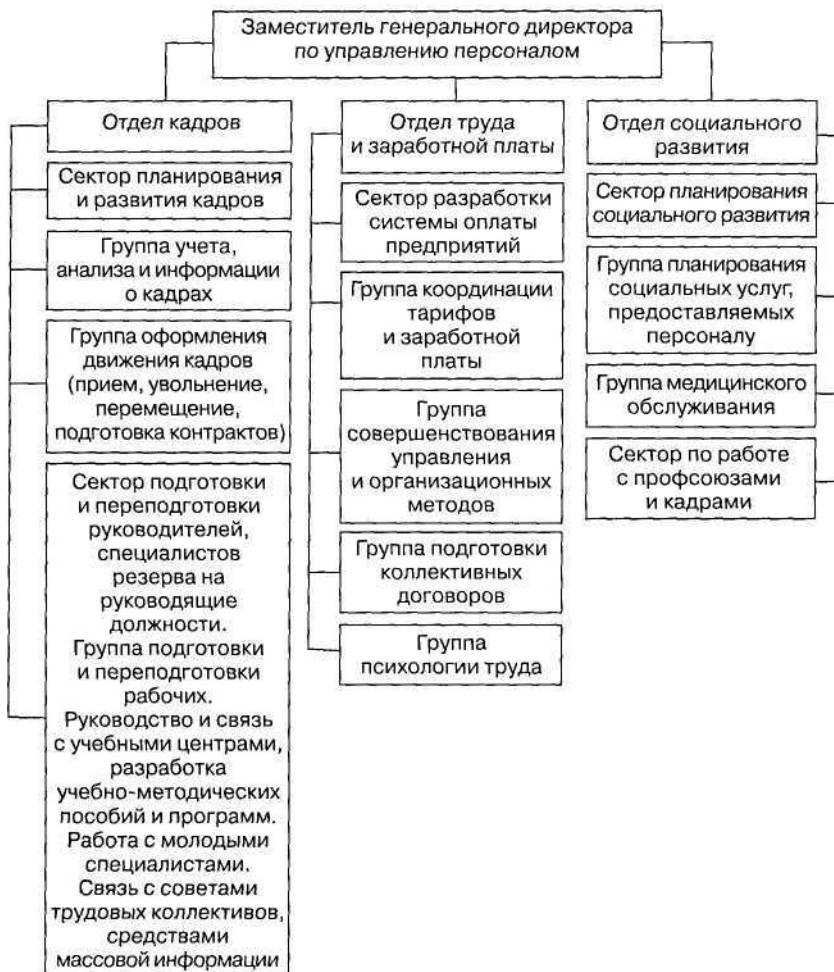 Заместитель генерального директора
по управлению персоналом
Отдел кадров
Сектор планирования
и развития кадров
Группа учета,
анализа и информации
о кадрах
Группа оформления
движения кадров
(прием, увольнение,
перемещение,
подготовка контрактов)
Сектор подготовки
и переподготовки
руководителей,
специалистов
резерва на
руководящие
должности.
Группа подготовки
и переподготовки
рабочих.
Руководство и связь
с учебными центрами,
разработка
учебно-методических
пособий и программ.
Работа с молодыми
специалистами.
Связь с советами
трудовых коллективов,
средствами
массовой информации
Отдел труда
и заработной платы
Сектор разработки
системы оплаты
предприятий
Группа координации
тарифов
и заработной
платы
Группа
совершенствования
управления
и организационных
методов
Группа подготовки
коллективных
договоров
Группа
психологии труда
Отдел социального
развития
Сектор планирования
социального развития
Группа планирования
социальных услуг,
предоставляемых
персоналу
Группа медицинского
обслуживания
Сектор по работе
с профсоюзами
и кадрами